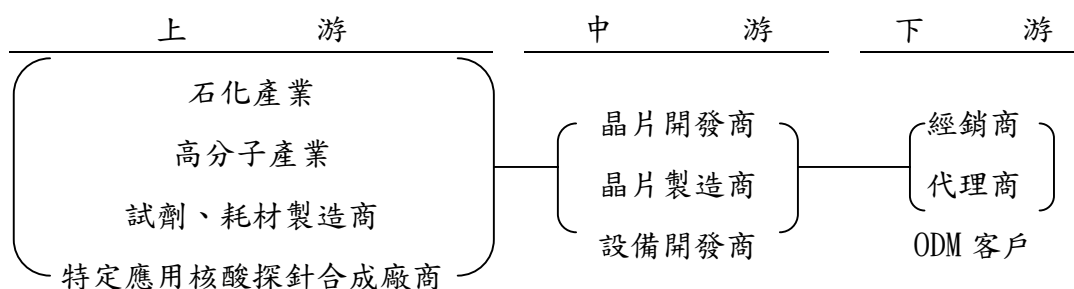 上游 中游 下游
石化產業
高分子產業
試劑、耗材製造商
特定應用核酸探針合成廠商
晶片開發商
晶片製造商
設備開發商
經銷商
代理商
ODM 客戶